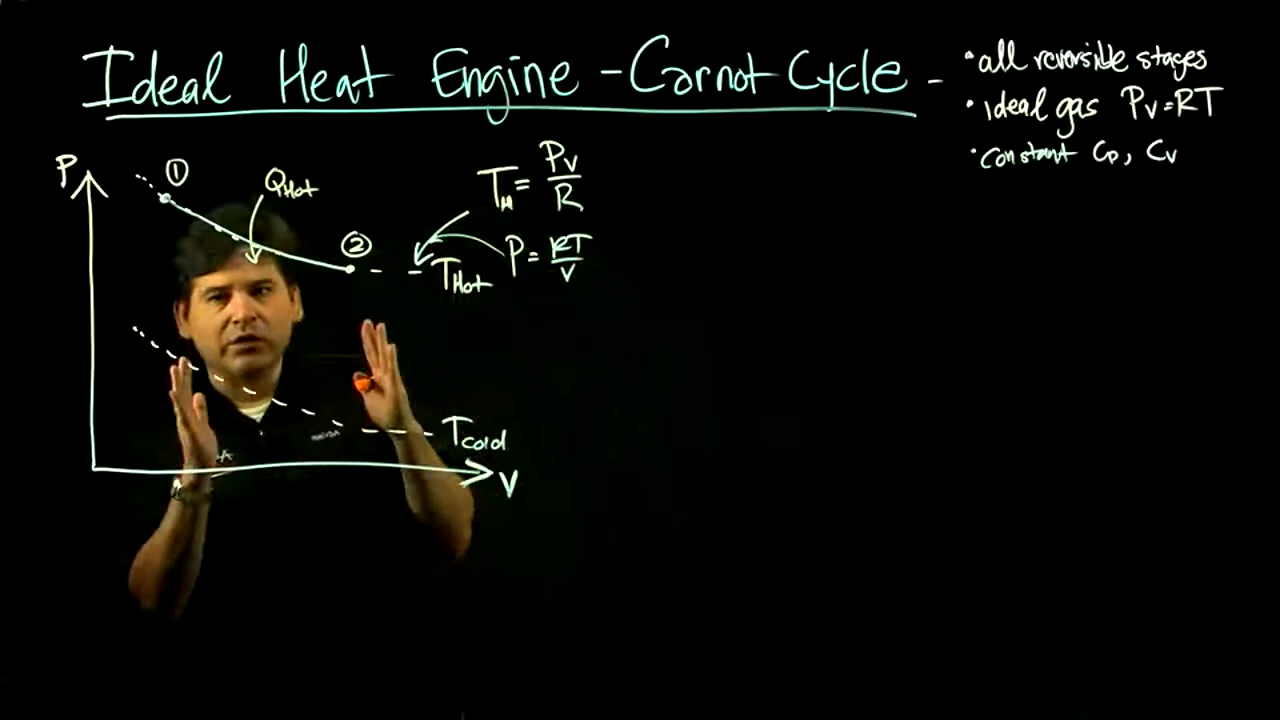 Ideal Heat Engine - Carnot Cycle -
• all reversible stages
• ideal gas Pv=RT
• constant Cp, Cv
P
①
QHot
②
TH = Pv/R
P = RT/v
THot
Tcold
v